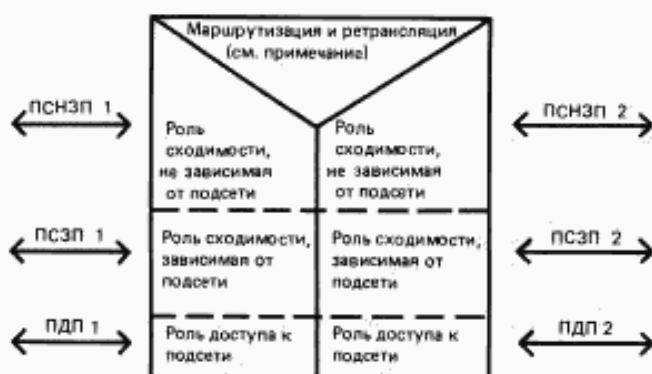 Маршрутизация и ретрансляция
(см. примечание)
ПСНЗП 1
ПСНЗП 2
Роль
сходимости,
не зависимая
от подсети
Роль
сходимости,
не зависимая
от подсети
ПСЗП 1
ПСЗП 2
Роль сходимости,
зависимая от
подсети
Роль сходимости,
зависимая от
подсети
ПДП 1
ПДП 2
Роль доступа к
подсети
Роль доступа к
подсети